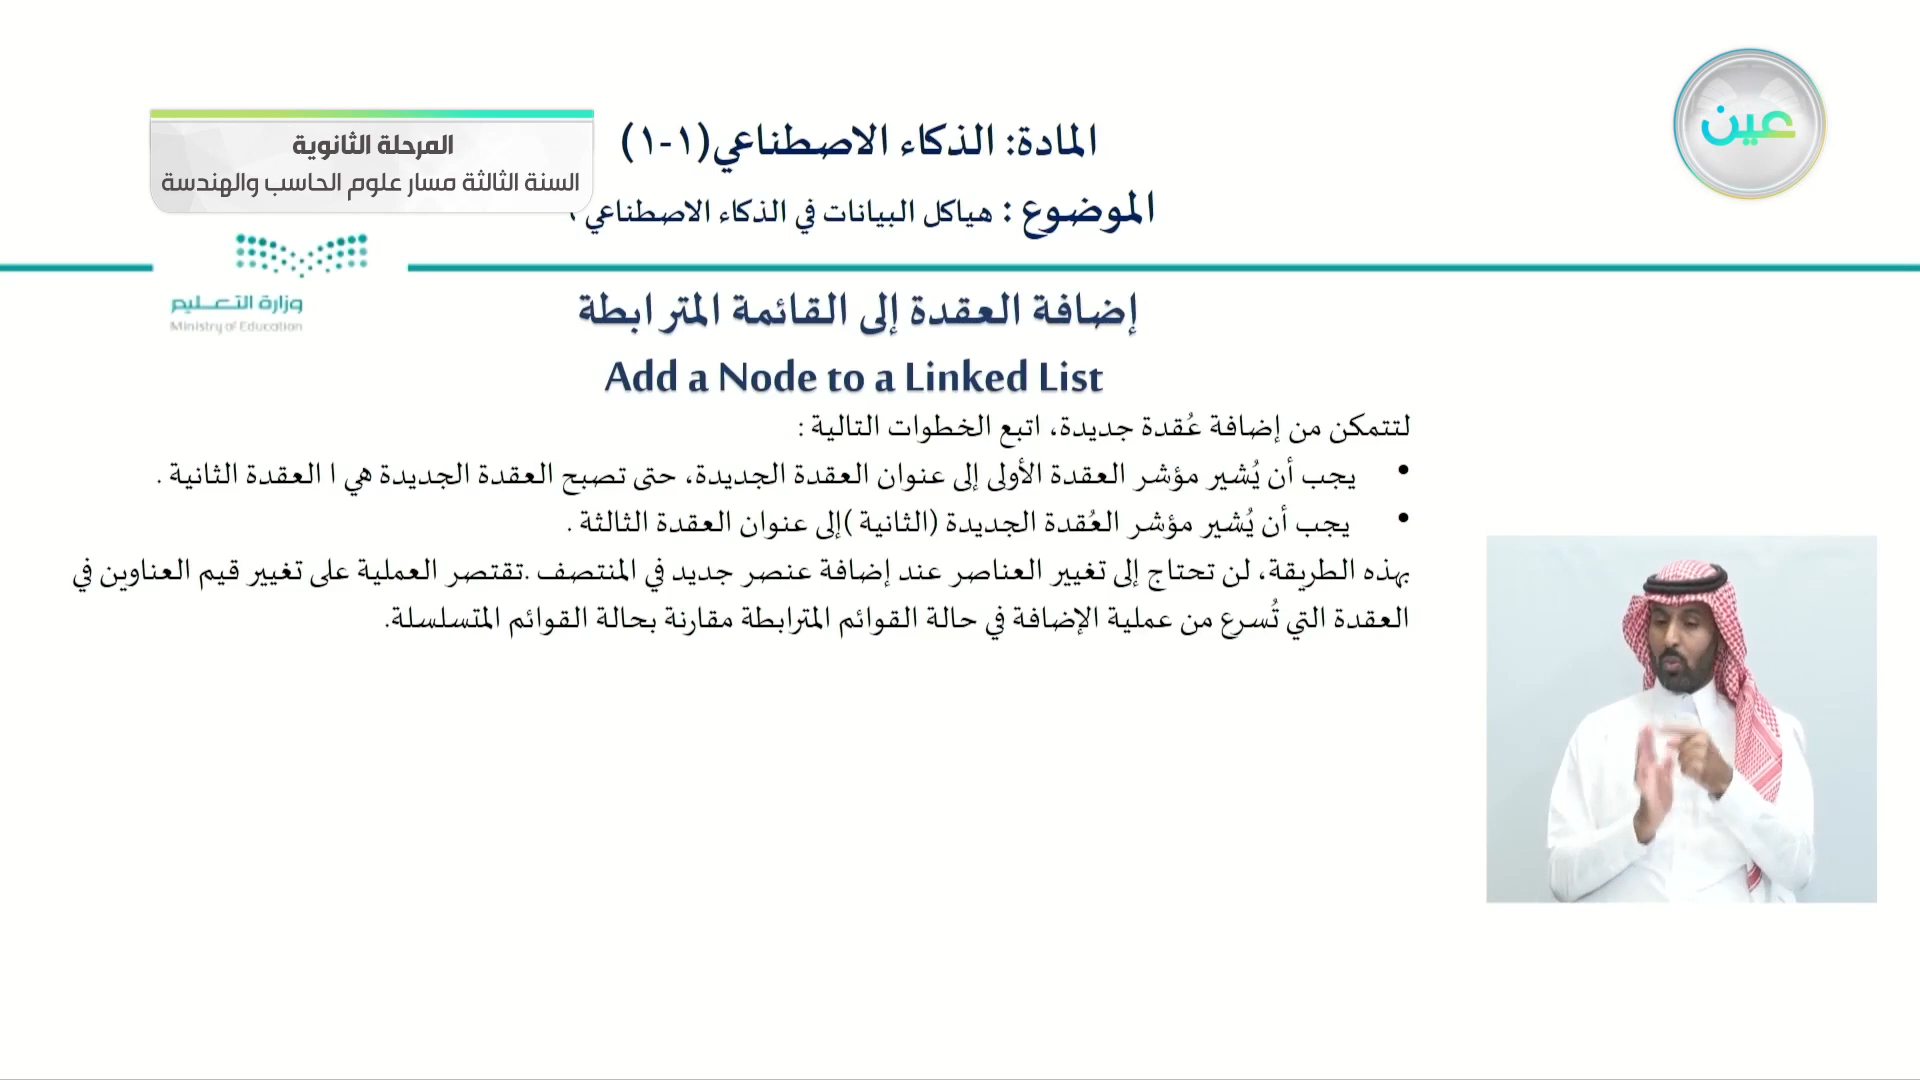 عين
المرحلة الثانوية
السنة الثالثة مسار علوم الحاسب والهندسة
المادة: الذكاء الاصطناعي(١-١)
الموضوع : هياكل البيانات في الذكاء الاصطناعي
وزارة التعـــليم
Ministry of Education
إضافة العقدة إلى القائمة المترابطة
Add a Node to a Linked List
لتتمكن من إضافة عُقدة جديدة، اتبع الخطوات التالية :
• يجب أن يُشير مؤشر العقدة الأولى إلى عنوان العقدة الجديدة، حتى تصبح العقدة الجديدة هي ا العقدة الثانية .
• يجب أن يُشير مؤشر العُقدة الجديدة (الثانية )إلى عنوان العقدة الثالثة .
بهذه الطريقة، لن تحتاج إلى تغيير العناصر عند إضافة عنصر جديد في المنتصف .تقتصر العملية على تغيير قيم العناوين في
العقدة التي تُسرع من عملية الإضافة في حالة القوائم المترابطة مقارنة بحالة القوائم المتسلسلة.